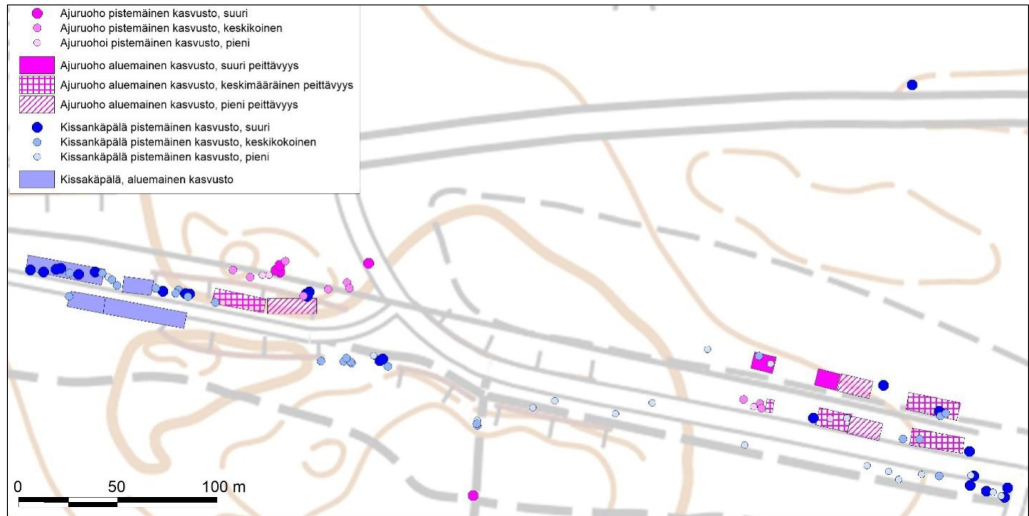 Ajuruoho pistemäinen kasvusto, suuri
Ajuruoho pistemäinen kasvusto, keskikoinen
Ajuruohoi pistemäinen kasvusto, pieni
Ajuruoho aluemainen kasvusto, suuri peittävyys
Ajuruoho aluemainen kasvusto, keskimääräinen peittävyys
Ajuruoho aluemainen kasvusto, pieni peittävyys
Kissankäpälä pistemäinen kasvusto, suuri
Kissankäpälä pistemäinen kasvusto, keskikokoinen
Kissankäpälä pistemäinen kasvusto, pieni
Kissakäpälä, aluemainen kasvusto
0 50 100 m